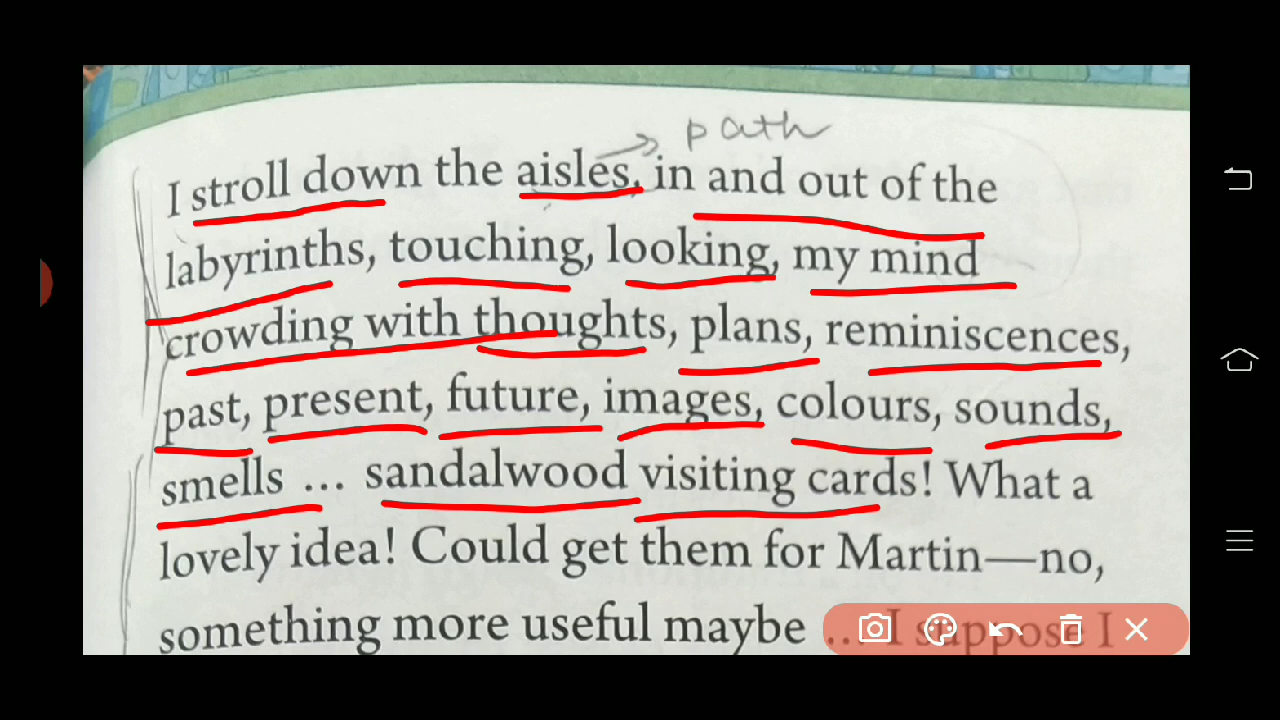 path
I stroll down the aisles, in and out of the
labyrinths, touching, looking, my mind
crowding with thoughts, plans, reminiscences,
past, present, future, images, colours, sounds,
smells ... sandalwood visiting cards! What a
lovely idea! Could get them for Martin—no,
something more useful maybe ... I suppose I